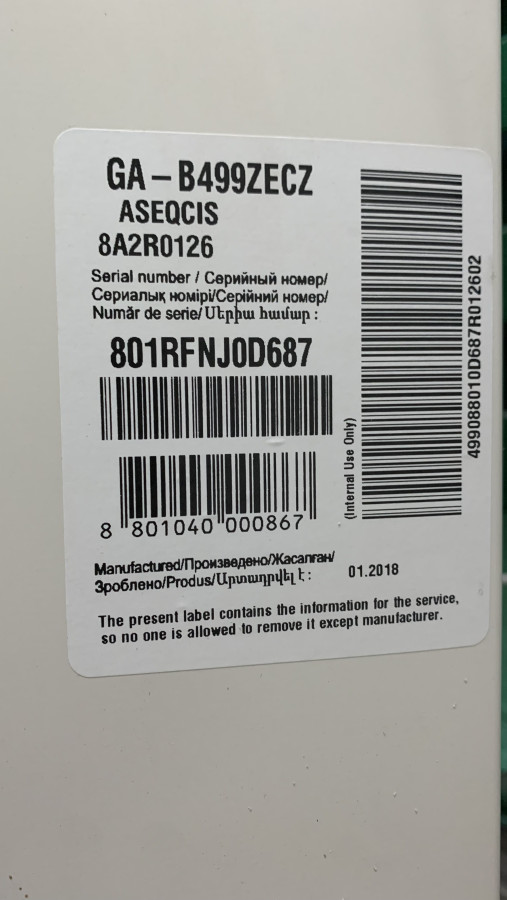 GA-B499ZECZ
ASEQCIS
8A2R0126
Serial number / Серийный номер/
Сериалық нөмірі/Серійний номер/
Număr de serie/ Սերիա համար :
801RFNJ0D687
8 801040 000867
(Internal Use Only)
499088010D687R012602
Manufactured/Произведено/Жасалған/
Зроблено/Produs/Արտադրվել է :
01.2018
The present label contains the information for the service,
so no one is allowed to remove it except manufacturer.